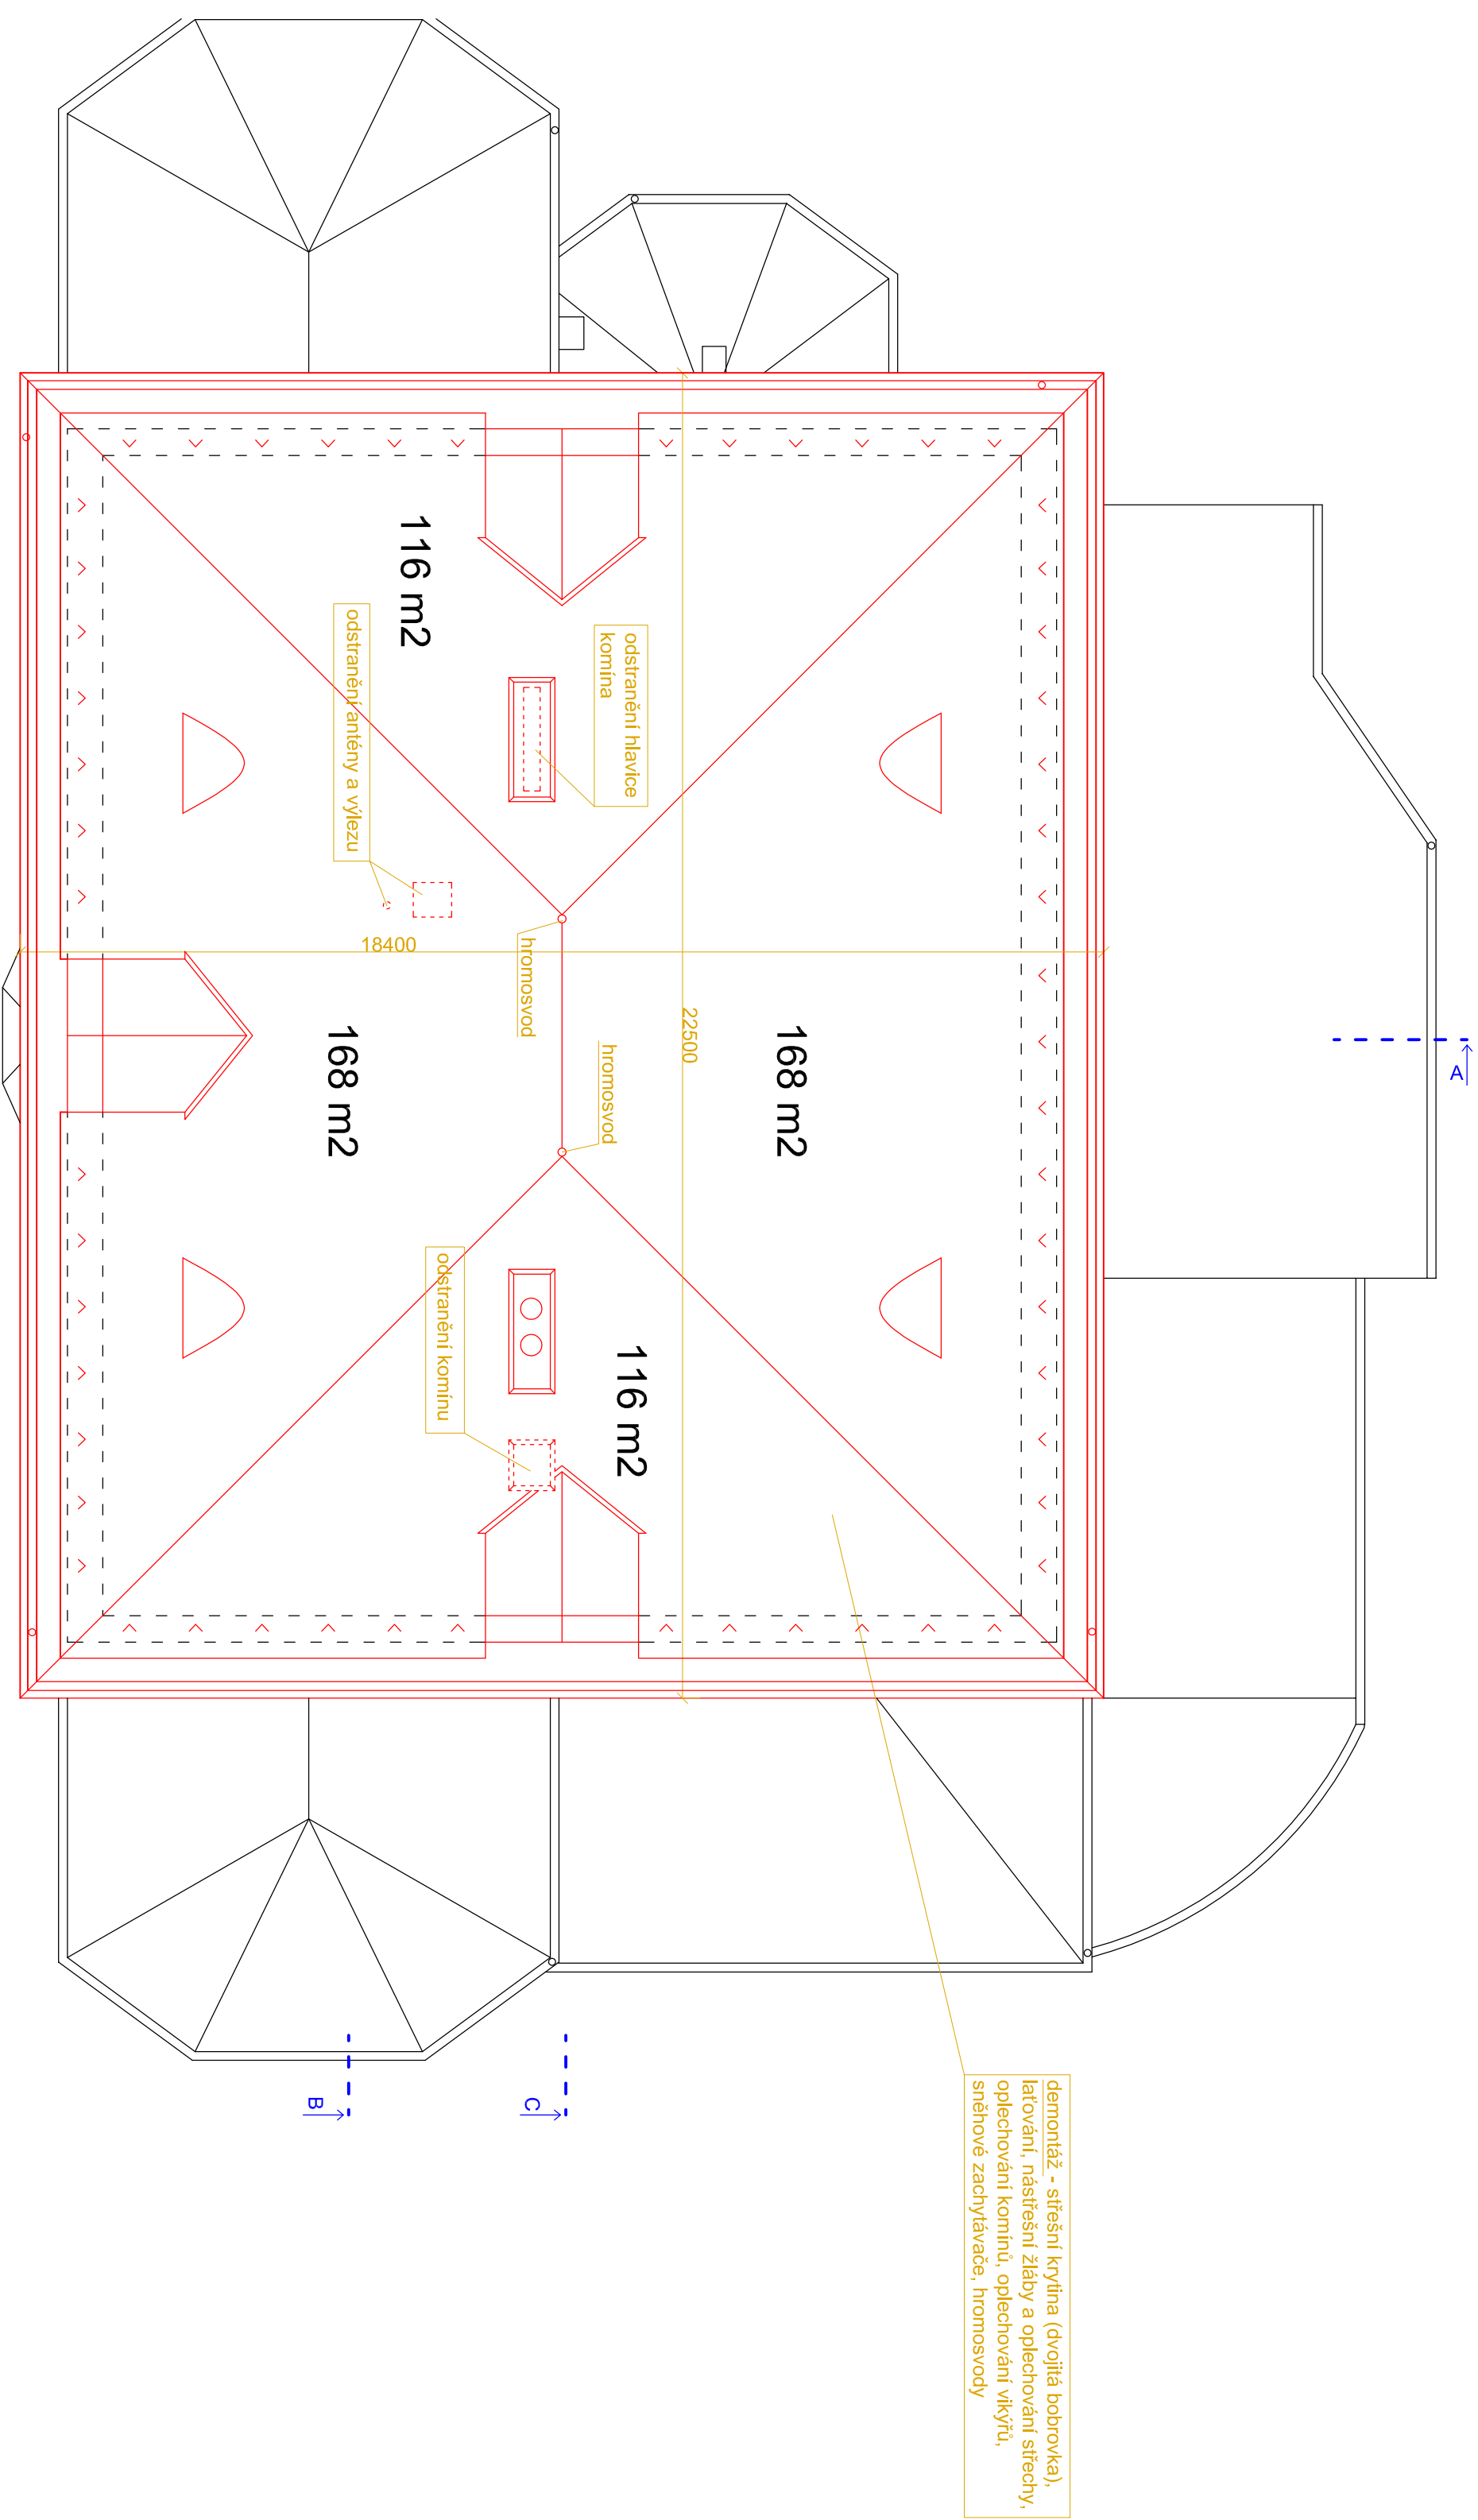 116 m2
odstranění antény a výlezu
odstranění hlavice
komína
18400
hromosvod
22500
hromosvod
168 m2
168 m2
A
odstranění komínu
116 m2
B
C
demontáž - střešní krytina (dvojitá bobrovka),
laťování, nástřešní žláby a oplechování střechy,
oplechování komínů, oplechování vikýřů,
sněhové zachytávače, hromosvody